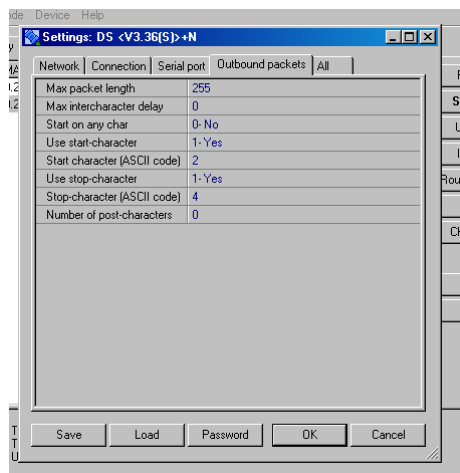 ode Device Help
Settings: DS <V3.36(S)>+N
Network Connection Serial port Outbound packets All
Max packet length 255
Max intercharacter delay 0
Start on any char 0- No
Use start-character 1- Yes
Start character (ASCII code) 2
Use stop-character 1- Yes
Stop-character (ASCII code) 4
Number of post-characters 0
Save Load Password OK Cancel